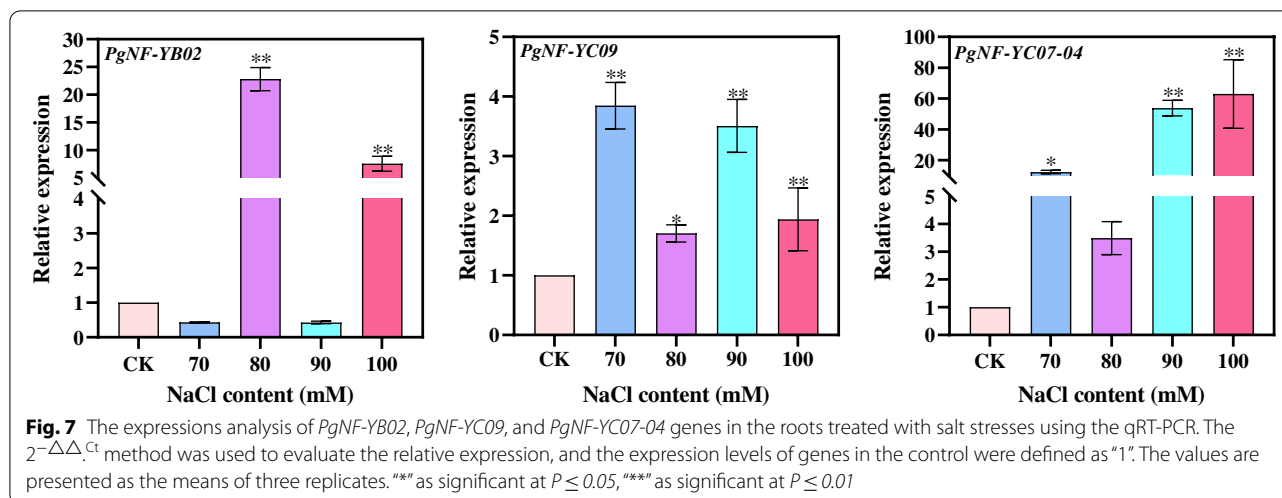 PgNF-YB02
Relative expression
30
25
20
15
10
5
4
3
2
1
0
**
**
CK 70 80 90 100
NaCl content (mM)
PgNF-YC09
Relative expression
5
4
3
2
1
0
**
*
**
**
CK 70 80 90 100
NaCl content (mM)
PgNF-YC07-04
Relative expression
100
80
60
40
20
5
4
3
2
1
0
*
**
**
CK 70 80 90 100
NaCl content (mM)
Fig. 7 The expressions analysis of PgNF-YB02, PgNF-YC09, and PgNF-YC07-04 genes in the roots treated with salt stresses using the qRT-PCR. The
2−△△.Ct method was used to evaluate the relative expression, and the expression levels of genes in the control were defined as “1”. The values are
presented as the means of three replicates. “*” as significant at P ≤ 0.05, “**” as significant at P ≤ 0.01